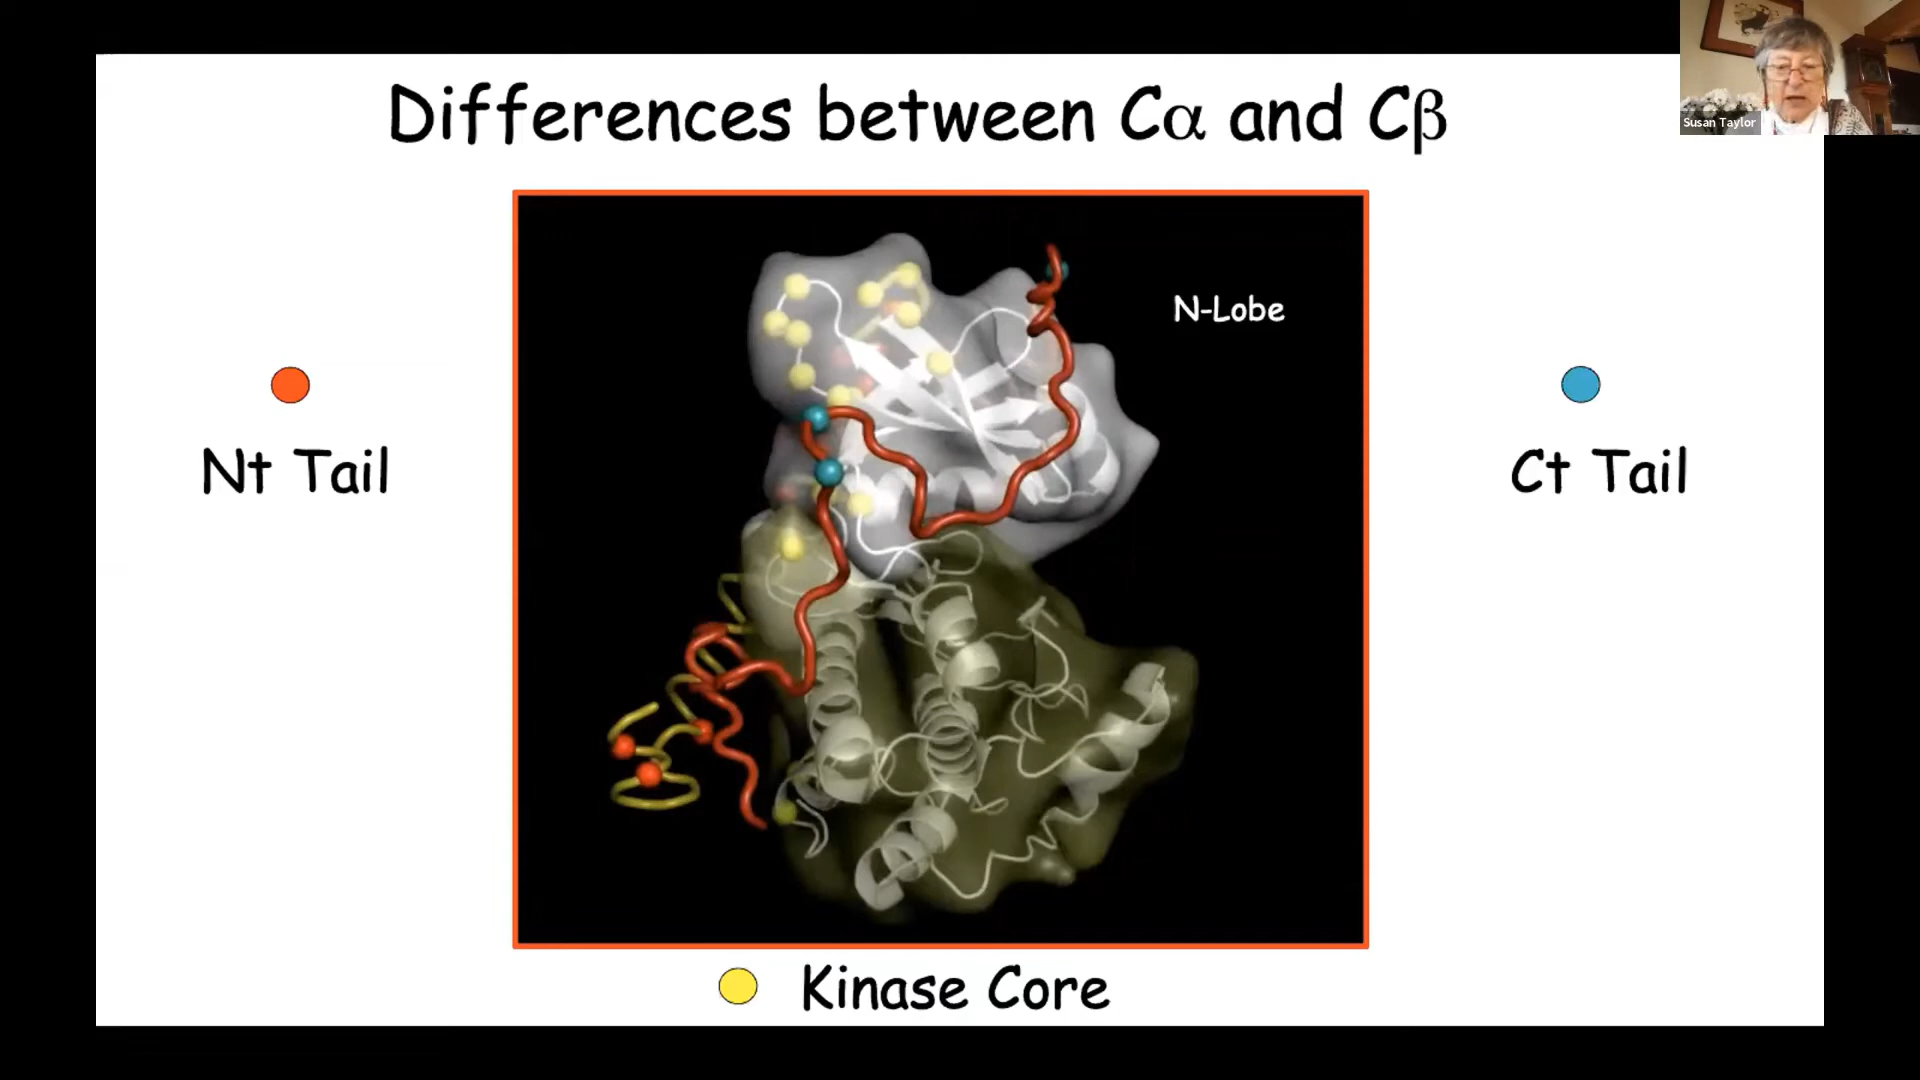 Differences between Cα and Cβ
Susan Taylor
N-Lobe
Nt Tail
Ct Tail
Kinase Core